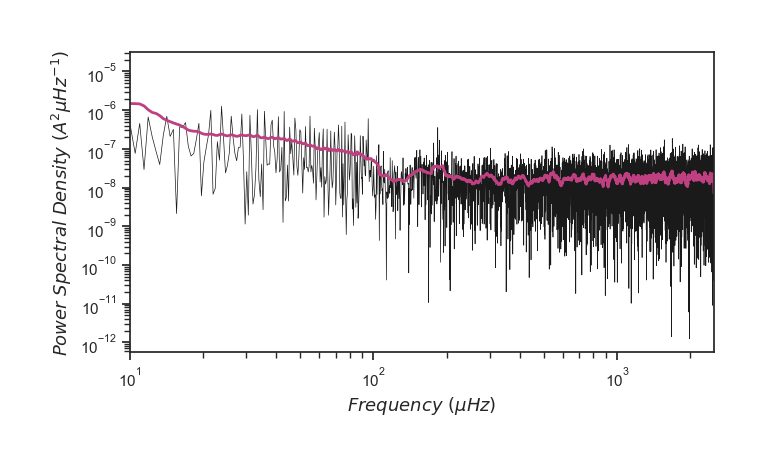 Power Spectral Density (A²μHz⁻¹)
10⁻⁵
10⁻⁶
10⁻⁷
10⁻⁸
10⁻⁹
10⁻¹⁰
10⁻¹¹
10⁻¹²
10¹ 10² 10³
Frequency (μHz)